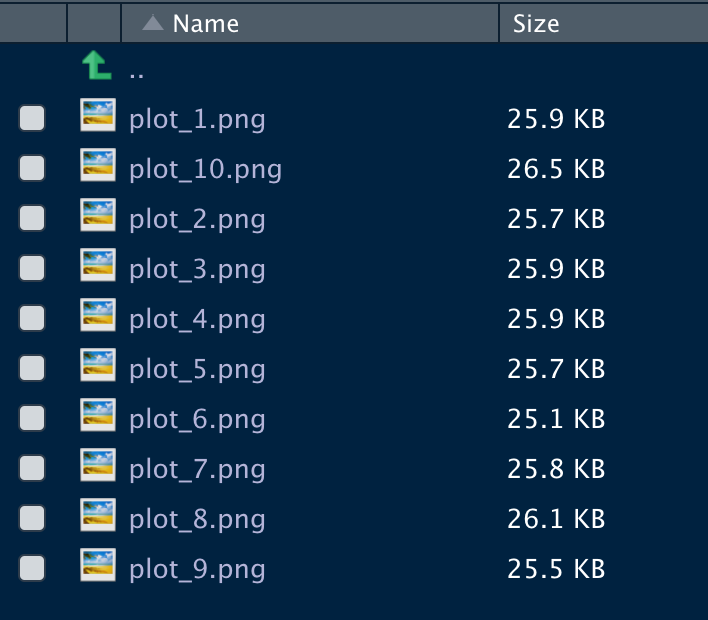 Name Size
..
plot_1.png 25.9 KB
plot_10.png 26.5 KB
plot_2.png 25.7 KB
plot_3.png 25.9 KB
plot_4.png 25.9 KB
plot_5.png 25.7 KB
plot_6.png 25.1 KB
plot_7.png 25.8 KB
plot_8.png 26.1 KB
plot_9.png 25.5 KB